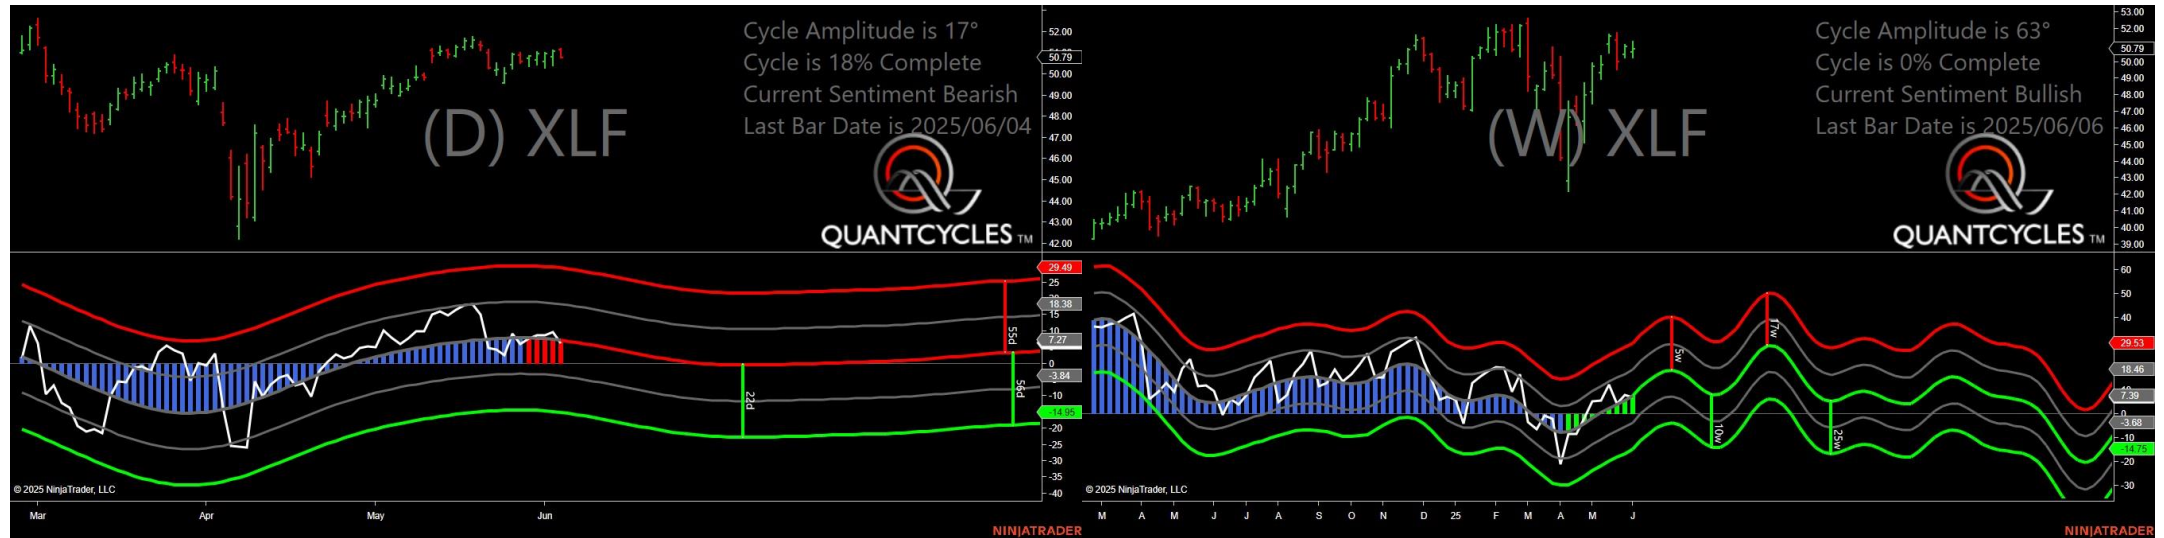 Cycle Amplitude is 17°
Cycle is 18% Complete
Current Sentiment Bearish
Last Bar Date is 2025/06/04
(D) XLF
QUANTCYCLES TM
52.00
50.79
50.00
49.00
48.00
47.00
46.00
45.00
44.00
43.00
42.00
29.49
25
18.38
15
10
7.27
0
-3.84
-10
-14.95
-20
-25
-30
-35
-40
22d
55d
56d
© 2025 NinjaTrader, LLC
Mar Apr May Jun
NINJATRADER
Cycle Amplitude is 63°
Cycle is 0% Complete
Current Sentiment Bullish
Last Bar Date is 2025/06/06
(W) XLF
QUANTCYCLES TM
53.00
52.00
50.79
50.00
49.00
48.00
47.00
46.00
45.00
44.00
43.00
42.00
41.00
40.00
39.00
60
50
40
29.53
18.46
7.39
0
-3.68
-10
-14.75
-20
-30
5w
17w
10w
25w
© 2025 NinjaTrader, LLC
M A M J J A S O N D 25 F M A M J
NINJATRADER